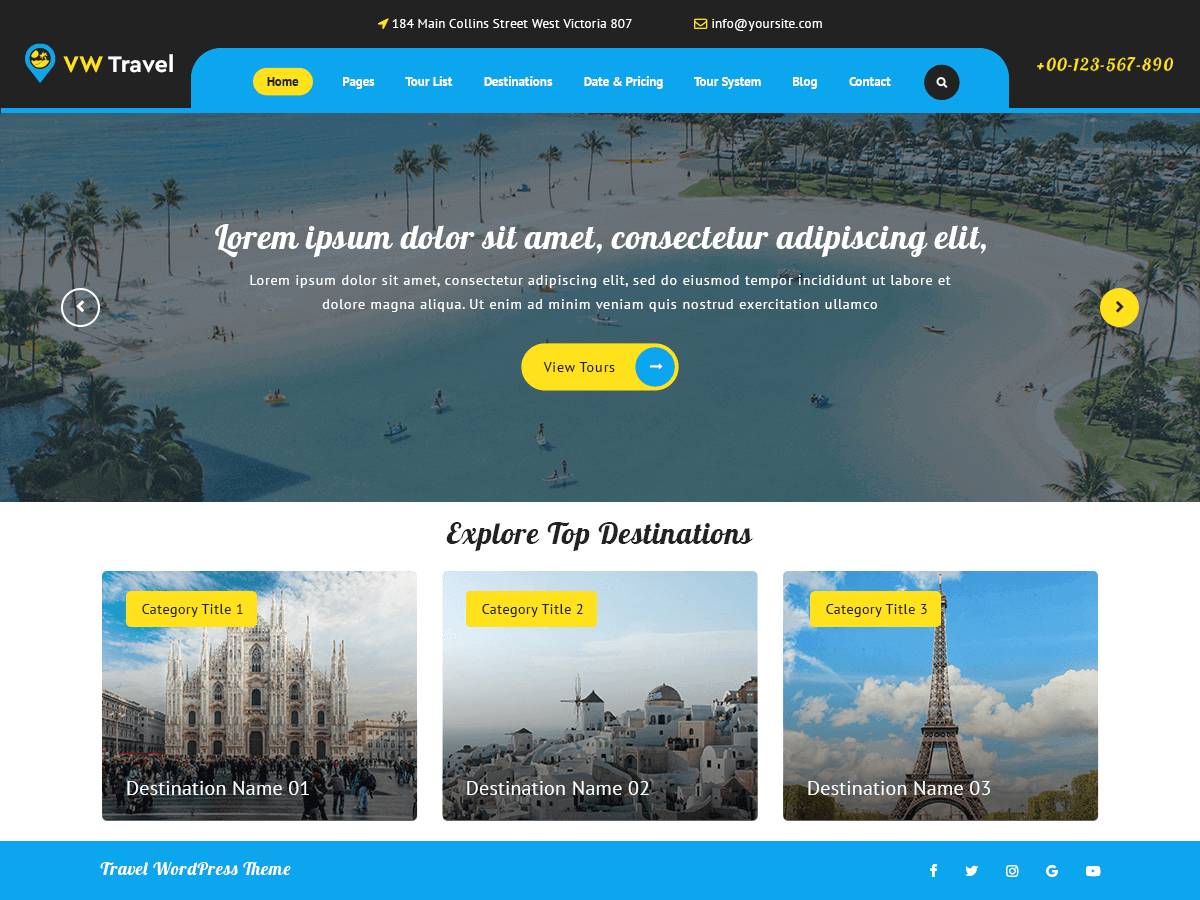 184 Main Collins Street West Victoria 807
info@yoursite.com
VW Travel
+00-123-567-890
Home
Pages
Tour List
Destinations
Date & Pricing
Tour System
Blog
Contact
Lorem ipsum dolor sit amet, consectetur adipiscing elit,
Lorem ipsum dolor sit amet, consectetur adipiscing elit, sed do eiusmod tempor incididunt ut labore et
dolore magna aliqua. Ut enim ad minim veniam quis nostrud exercitation ullamco
View Tours
Explore Top Destinations
Category Title 1
Category Title 2
Category Title 3
Destination Name 01
Destination Name 02
Destination Name 03
Travel WordPress Theme